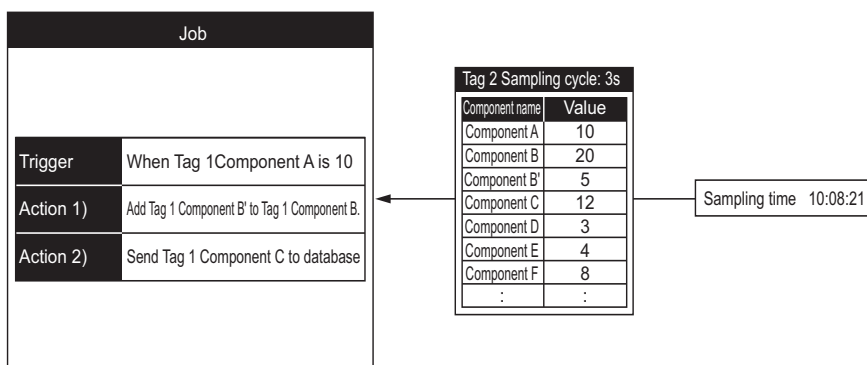 Job
Trigger When Tag 1Component A is 10
Action 1) Add Tag 1 Component B' to Tag 1 Component B.
Action 2) Send Tag 1 Component C to database
Tag 2 Sampling cycle: 3s
Component name Value
Component A 10
Component B 20
Component B' 5
Component C 12
Component D 3
Component E 4
Component F 8
: :
Sampling time 10:08:21